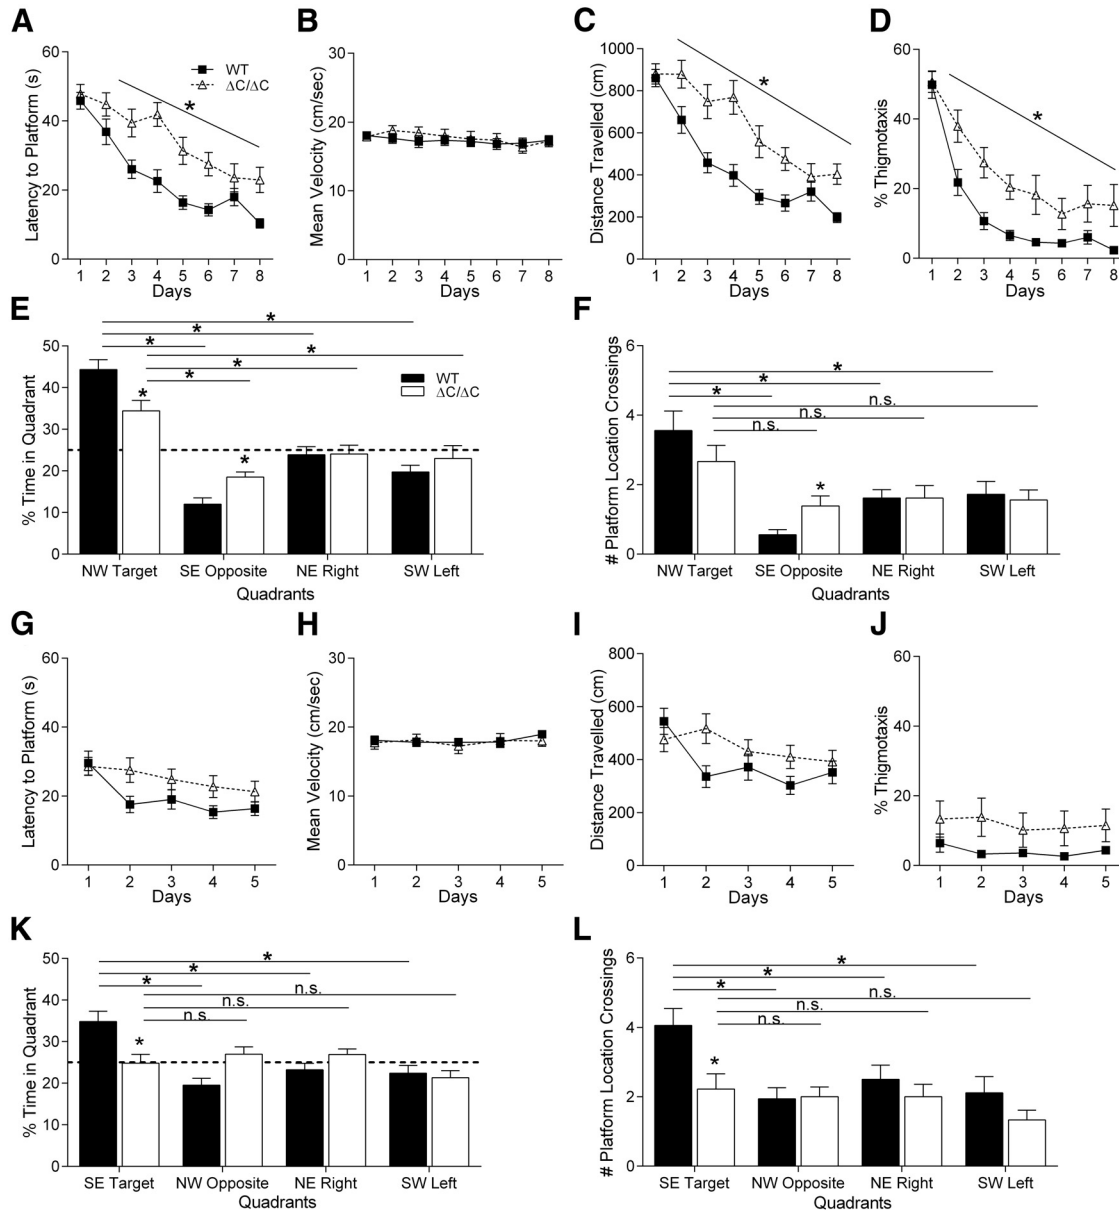 A
Latency to Platform (s)
60
40
20
0
WT
ΔC/ΔC
*
1 2 3 4 5 6 7 8
Days
B
Mean Velocity (cm/sec)
30
20
10
0
1 2 3 4 5 6 7 8
Days
C
Distance Travelled (cm)
1000
800
600
400
200
0
*
1 2 3 4 5 6 7 8
Days
D
% Thigmotaxis
60
40
20
0
*
1 2 3 4 5 6 7 8
Days
E
% Time in Quadrant
50
40
30
20
10
0
*
*
*
*
*
*
*
*
WT
ΔC/ΔC
NW Target SE Opposite NE Right SW Left
Quadrants
F
# Platform Location Crossings
6
4
2
0
*
*
*
n.s.
n.s.
n.s.
*
NW Target SE Opposite NE Right SW Left
Quadrants
G
Latency to Platform (s)
60
40
20
0
1 2 3 4 5
Days
H
Mean Velocity (cm/sec)
30
20
10
0
1 2 3 4 5
Days
I
Distance Travelled (cm)
800
600
400
200
0
1 2 3 4 5
Days
J
% Thigmotaxis
60
40
20
0
1 2 3 4 5
Days
K
% Time in Quadrant
50
40
30
20
10
0
*
*
*
n.s.
n.s.
n.s.
*
SE Target NW Opposite NE Right SW Left
Quadrants
L
# Platform Location Crossings
6
4
2
0
*
*
*
n.s.
n.s.
n.s.
*
SE Target NW Opposite NE Right SW Left
Quadrants